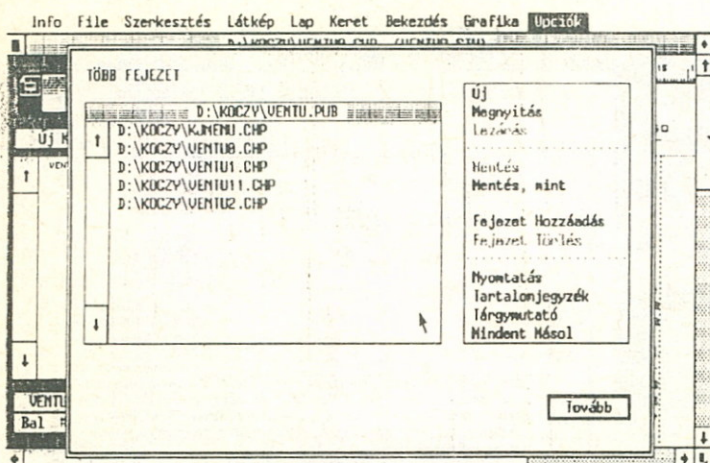 Info File Szerkesztés Látkép Lap Keret Bekezdés Grafika Opciók
TÖBB FEJEZET
D:\KOCZY\VENTU.PUB
D:\KOCZY\KJMENU.CHP
D:\KOCZY\VENTU0.CHP
D:\KOCZY\VENTU1.CHP
D:\KOCZY\VENTU11.CHP
D:\KOCZY\VENTU2.CHP
Új
Megnyitás
Lezárás
Mentés
Mentés, mint
Fejezet Hozzáadás
Fejezet Törlés
Nyomtatás
Tartalomjegyzék
Tárgymutató
Mindent Másol
Új K
VENTU
Bal
Tovább